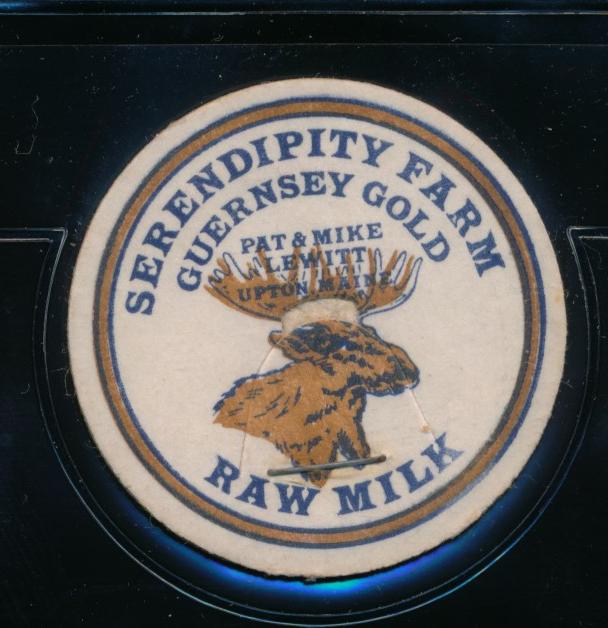 SERENDIPITY FARM
GUERNSEY GOLD
PAT & MIKE
LEWITT
UPTON MAINE
RAW MILK